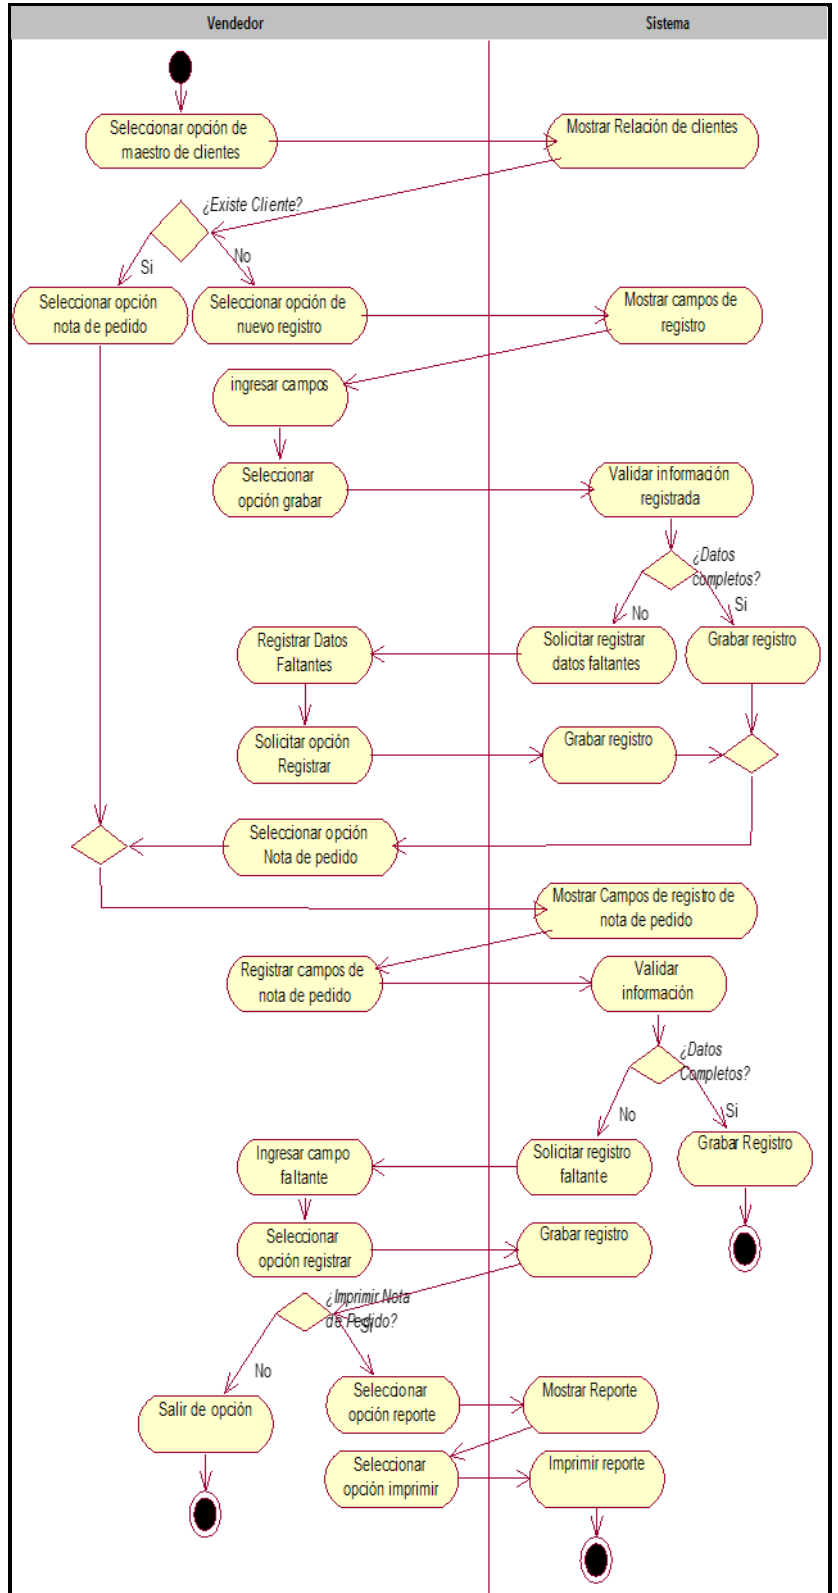 Vendedor
Sistema
Seleccionar opción de
maestro de clientes
Mostrar Relación de clientes
¿Existe Cliente?
Si
No
Seleccionar opción
nota de pedido
Seleccionar opción de
nuevo registro
Mostrar campos de
registro
ingresar campos
Seleccionar
opción grabar
Validar información
registrada
¿Datos
completos?
No
Si
Registrar Datos
Faltantes
Solicitar registrar
datos faltantes
Grabar registro
Solicitar opción
Registrar
Grabar registro
Seleccionar opción
Nota de pedido
Mostrar Campos de registro de
nota de pedido
Registrar campos de
nota de pedido
Validar
información
¿Datos
Completos?
No
Si
Ingresar campo
faltante
Solicitar registro
faltante
Grabar Registro
Seleccionar
opción registrar
Grabar registro
¿Imprimir Nota
de Pedido?
Si
No
Salir de opción
Seleccionar
opción reporte
Mostrar Reporte
Seleccionar
opción imprimir
Imprimir reporte